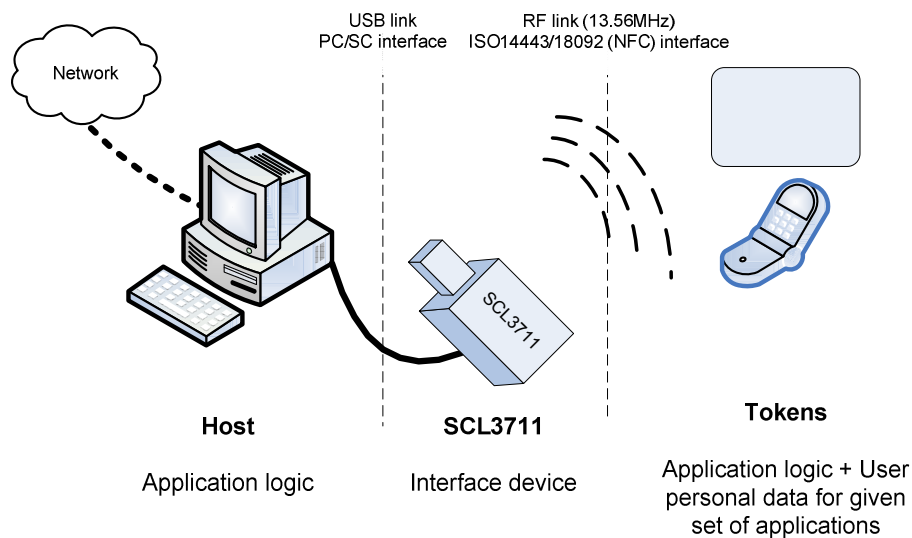 USB link
PC/SC interface
RF link (13.56MHz)
ISO14443/18092 (NFC) interface
Network
SCL3711
Host
Application logic
SCL3711
Interface device
Tokens
Application logic + User
personal data for given
set of applications